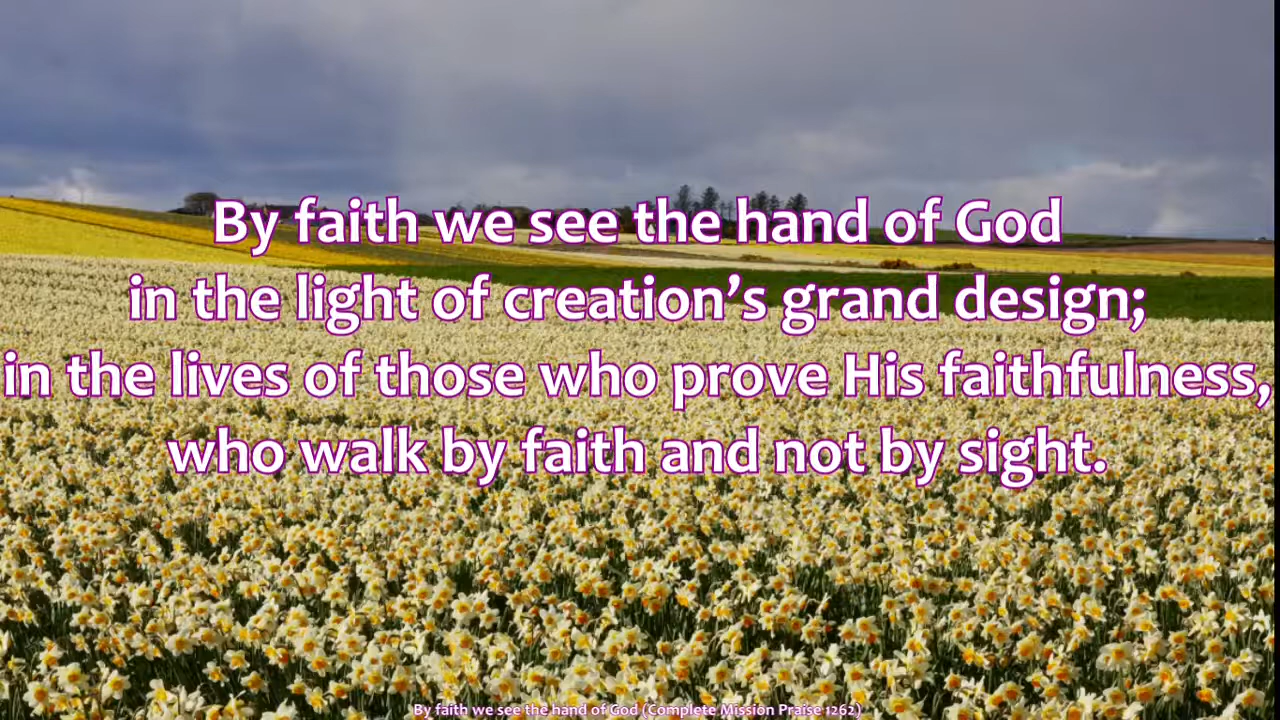 By faith we see the hand of God
in the light of creation’s grand design;
in the lives of those who prove His faithfulness,
who walk by faith and not by sight.
By faith we see the hand of God (Complete Mission Praise 1262)